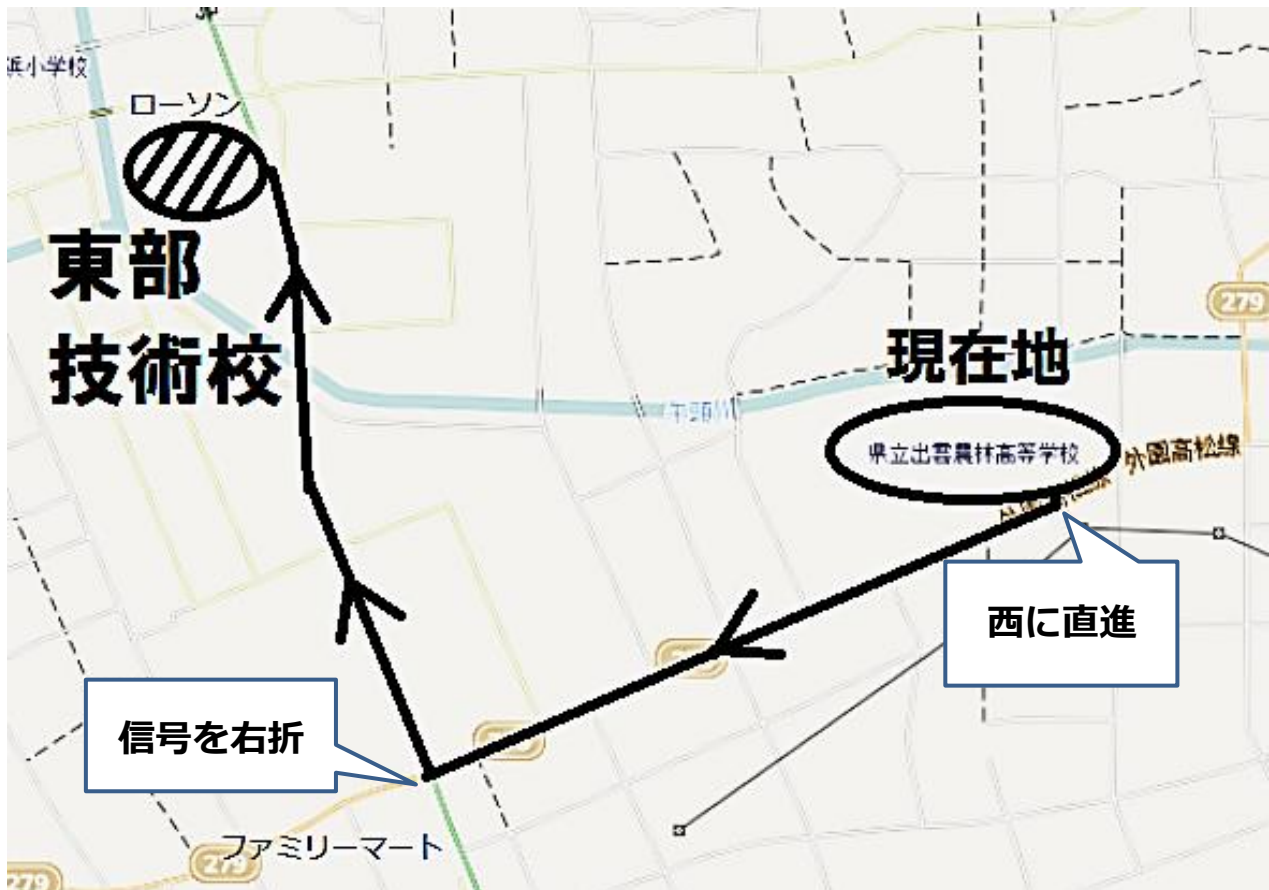 浜小学校
ローソン
東部
技術校
279
現在地
県立出雲農林高等学校
外園高松線
西に直進
信号を右折
ファミリーマート
279
279